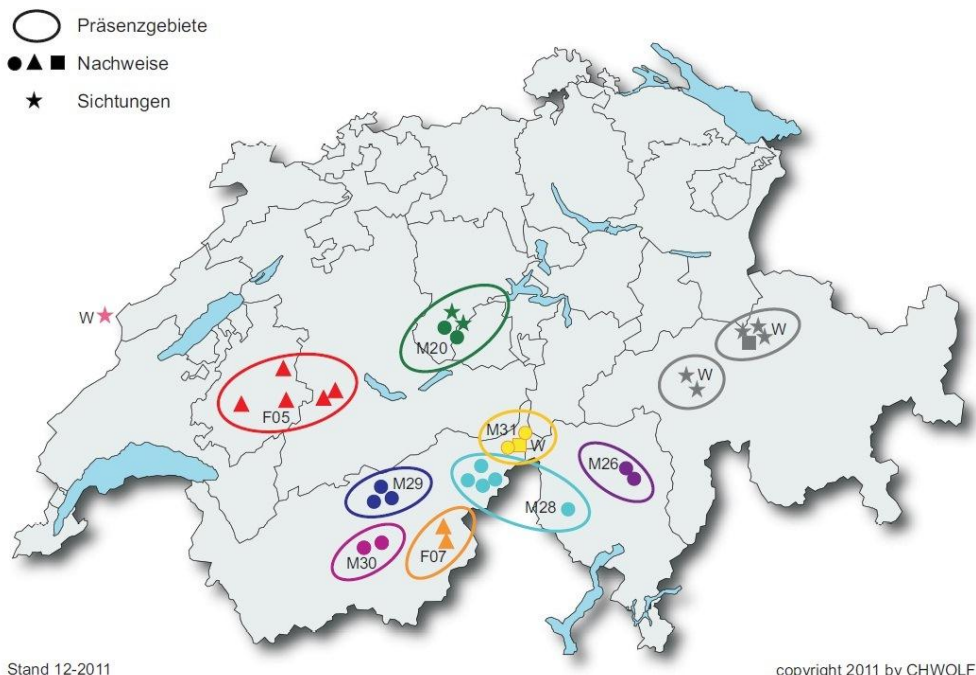 Präsenzgebiete
Nachweise
Sichtungen
W
M20
W
W
F05
M31
W
M26
M29
M28
M30
F07
Stand 12-2011
copyright 2011 by CHWOLF